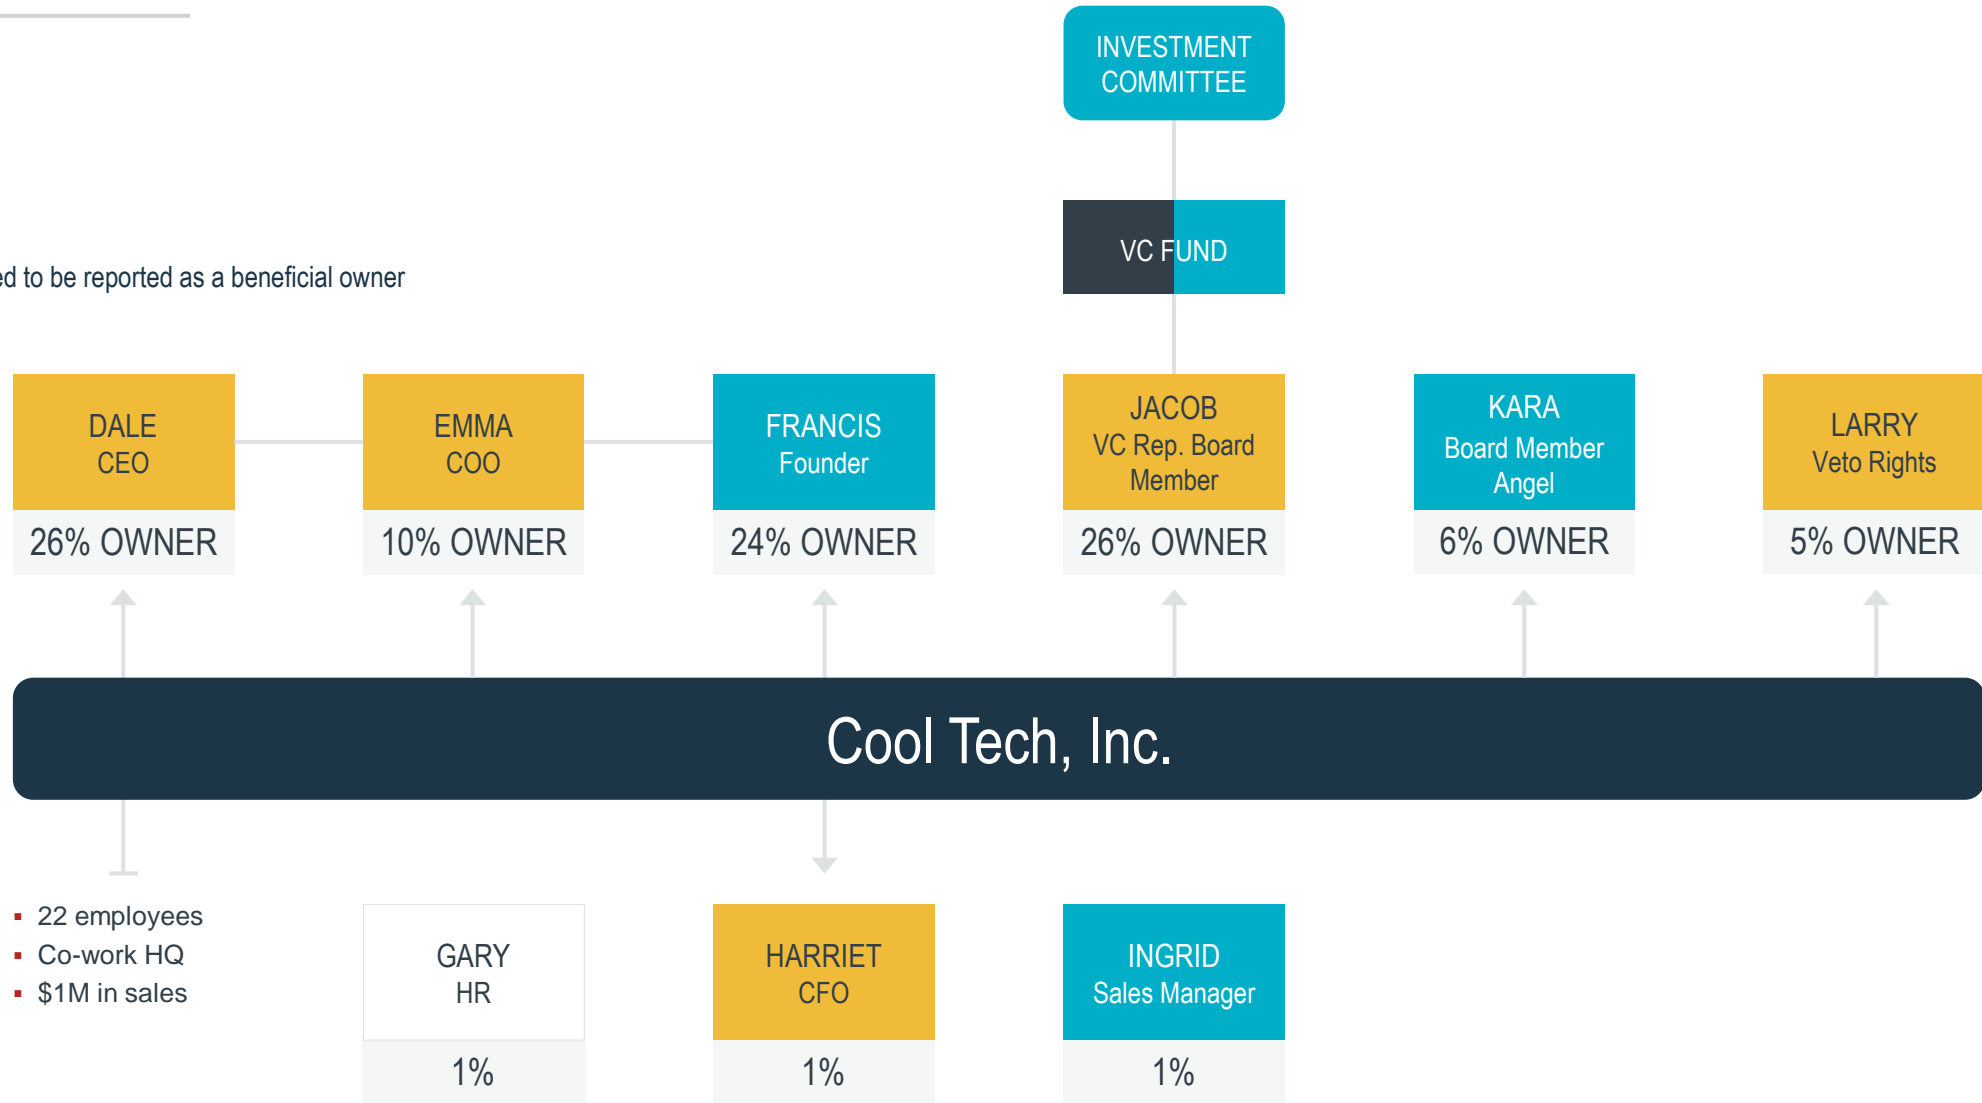 INVESTMENT
COMMITTEE
VC FUND
to be reported as a beneficial owner
DALE
CEO
26% OWNER
EMMA
COO
10% OWNER
FRANCIS
Founder
24% OWNER
JACOB
VC Rep. Board
Member
26% OWNER
KARA
Board Member
Angel
6% OWNER
LARRY
Veto Rights
5% OWNER
Cool Tech, Inc.
▪ 22 employees
▪ Co-work HQ
▪ $1M in sales
GARY
HR
1%
HARRIET
CFO
1%
INGRID
Sales Manager
1%